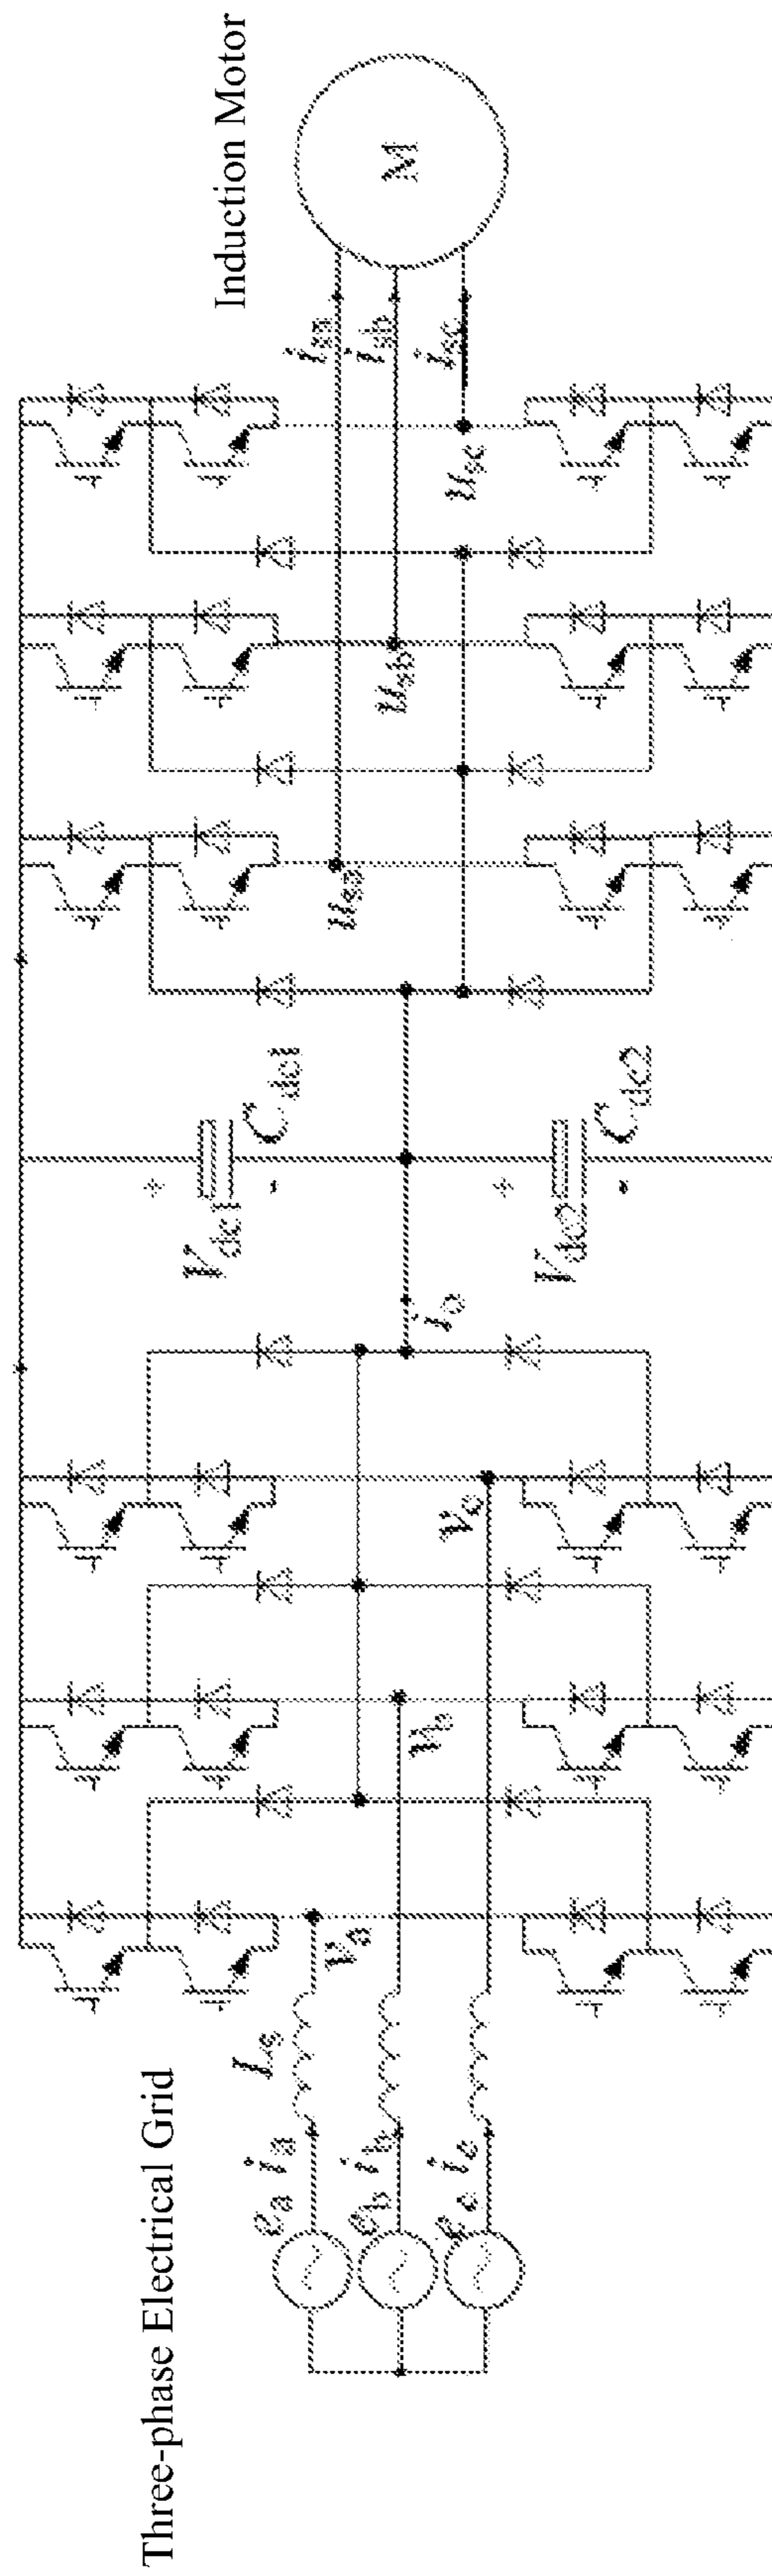 Three-phase Electrical Grid
Induction Motor
e_a i_a
L_s
v_a
e_b i_b
v_b
e_c i_c
v_c
i_o
V_dc1
+
-
C_dc1
V_dc2
+
-
C_dc2
u_sa
u_sb
u_sc
i_sa
i_sb
i_sc
M